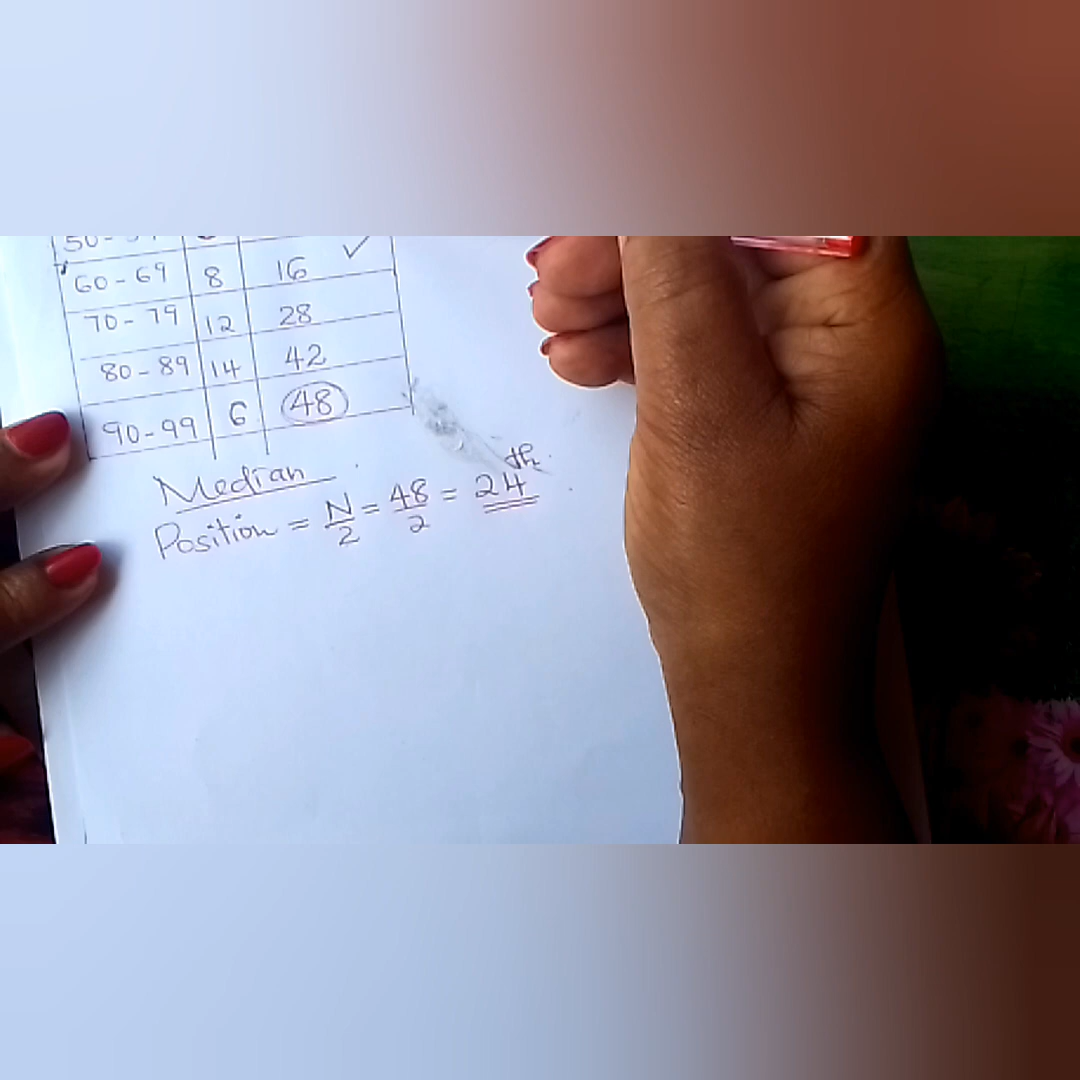 60-69 8 16 ✓
70-79 12 28
80-89 14 42
90-99 6 48
Median
Position = N/2 = 48/2 = 24th